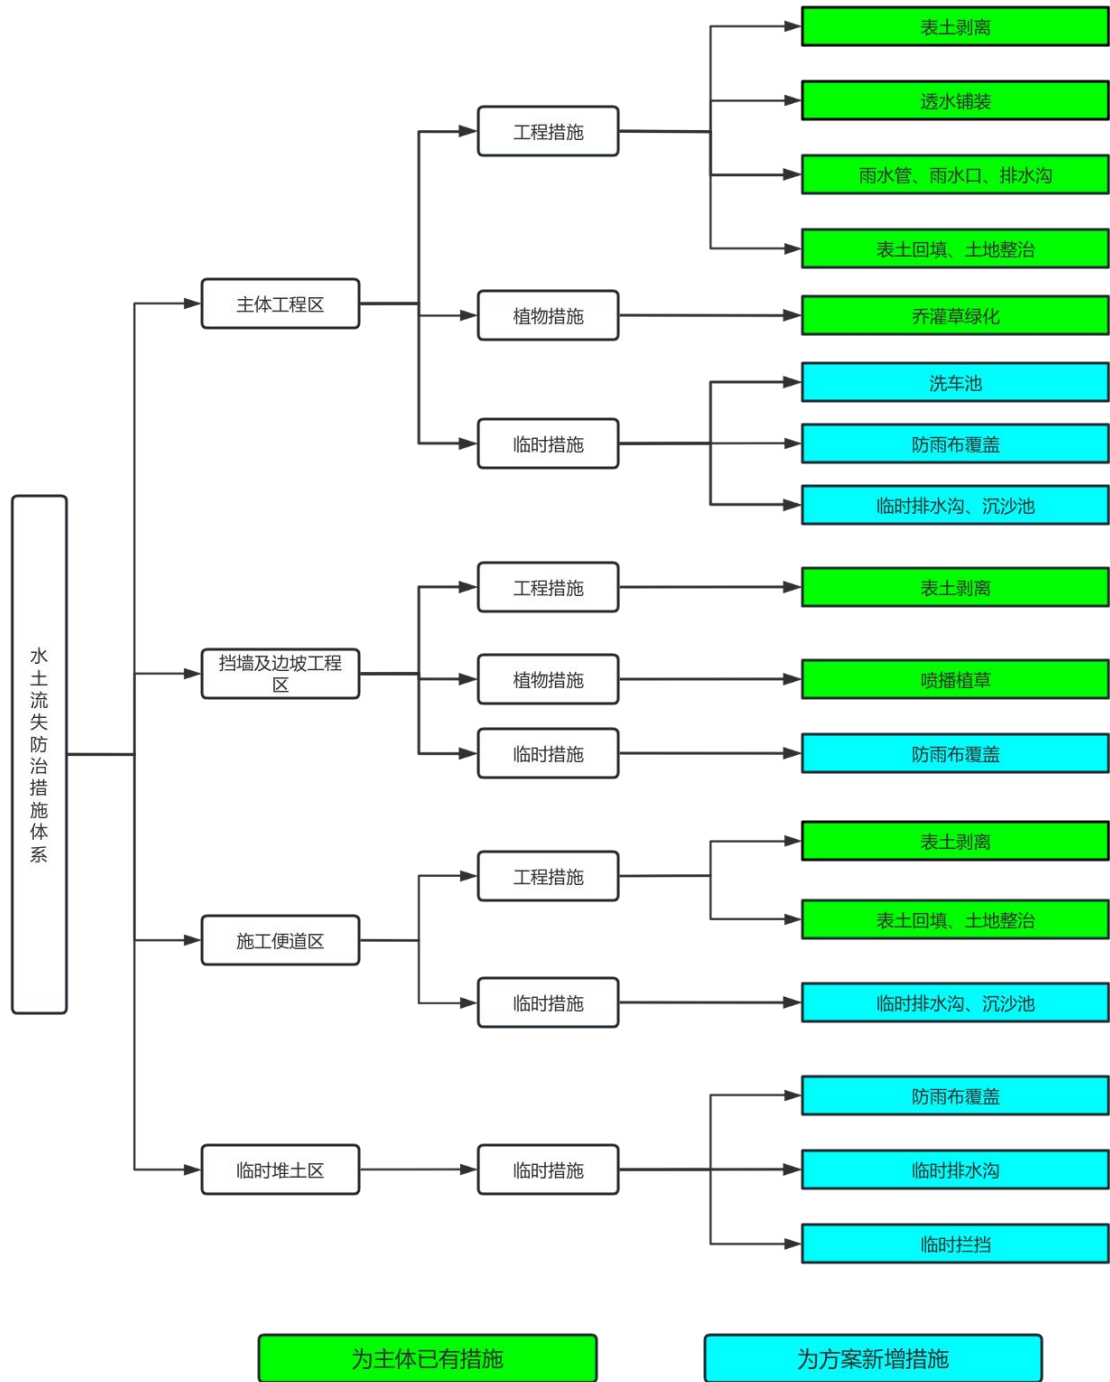 水土流失防治措施体系
主体工程区
工程措施
表土剥离
透水铺装
雨水管、雨水口、排水沟
表土回填、土地整治
植物措施
乔灌草绿化
临时措施
洗车池
防雨布覆盖
临时排水沟、沉沙池
挡墙及边坡工程
区
工程措施
表土剥离
植物措施
喷播植草
临时措施
防雨布覆盖
施工便道区
工程措施
表土剥离
表土回填、土地整治
临时措施
临时排水沟、沉沙池
临时堆土区
临时措施
防雨布覆盖
临时排水沟
临时拦挡
为主体已有措施
为方案新增措施